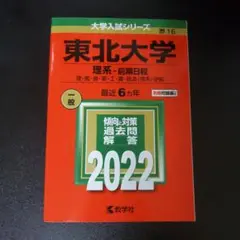 大学入試シリーズ
東北大学
理系-前期日程
最近6カ年
一般
傾向と対策
過去問
解答
2022
教学社